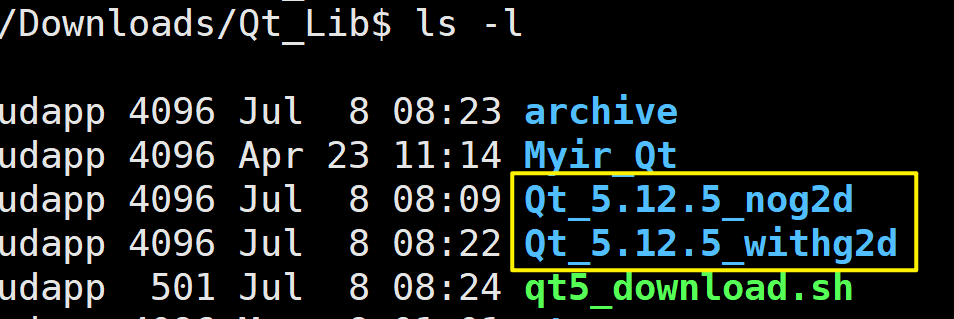 /Downloads/Qt_Lib$ ls -l
udapp 4096 Jul 8 08:23 archive
udapp 4096 Apr 23 11:14 Myir_Qt
udapp 4096 Jul 8 08:09 Qt_5.12.5_nog2d
udapp 4096 Jul 8 08:22 Qt_5.12.5_withg2d
udapp 501 Jul 8 08:24 qt5_download.sh